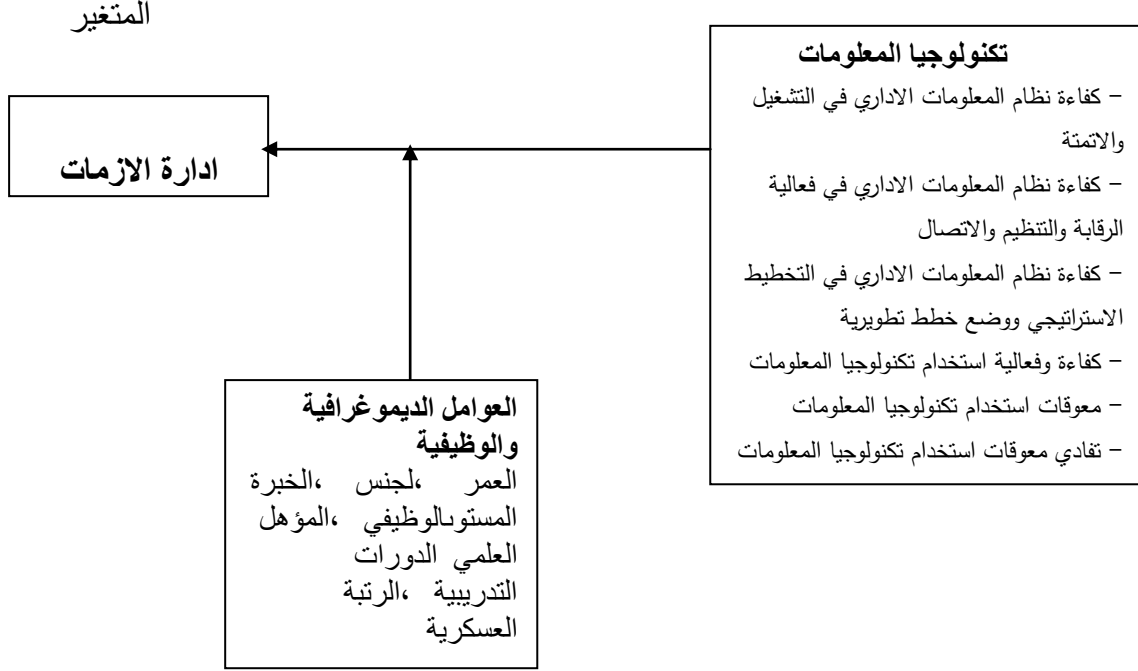 المتغير
تكنولوجيا المعلومات
- كفاءة نظام المعلومات الاداري في التشغيل
والاتمتة
- كفاءة نظام المعلومات الاداري في فعالية
الرقابة والتنظيم والاتصال
- كفاءة نظام المعلومات الاداري في التخطيط
الاستراتيجي ووضع خطط تطويرية
- كفاءة وفعالية استخدام تكنولوجيا المعلومات
- معوقات استخدام تكنولوجيا المعلومات
- تفادي معوقات استخدام تكنولوجيا المعلومات
ادارة الازمات
العوامل الديموغرافية
والوظيفية
العمر ،لجنس ،الخبرة
المستوىالوظيفي ،المؤهل
العلمي الدورات
التدريبية ،الرتبة
العسكرية